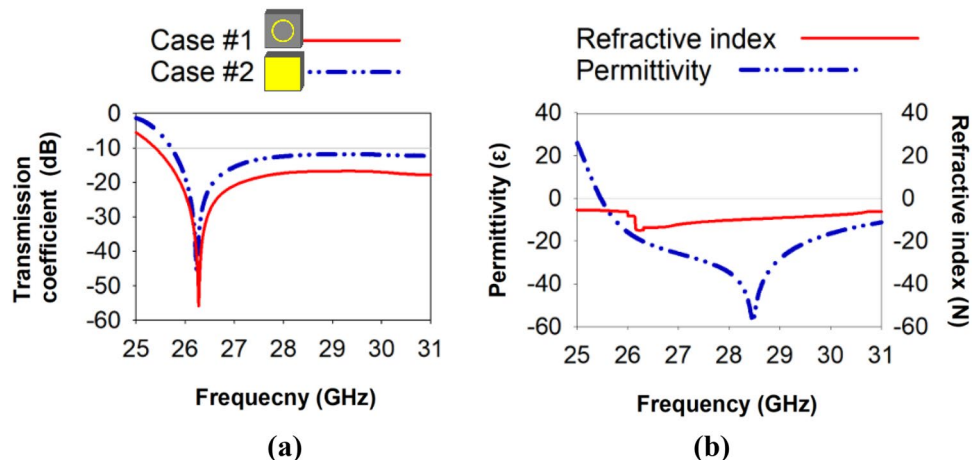 Case #1
Case #2
0
-10
-20
-30
-40
-50
-60
Transmission
coefficient (dB)
25 26 27 28 29 30 31
Frequecny (GHz)
(a)
Refractive index
Permittivity
40
20
0
-20
-40
-60
Permittivity (ε)
40
20
0
-20
-40
-60
Refractive index (N)
25 26 27 28 29 30 31
Frequency (GHz)
(b)